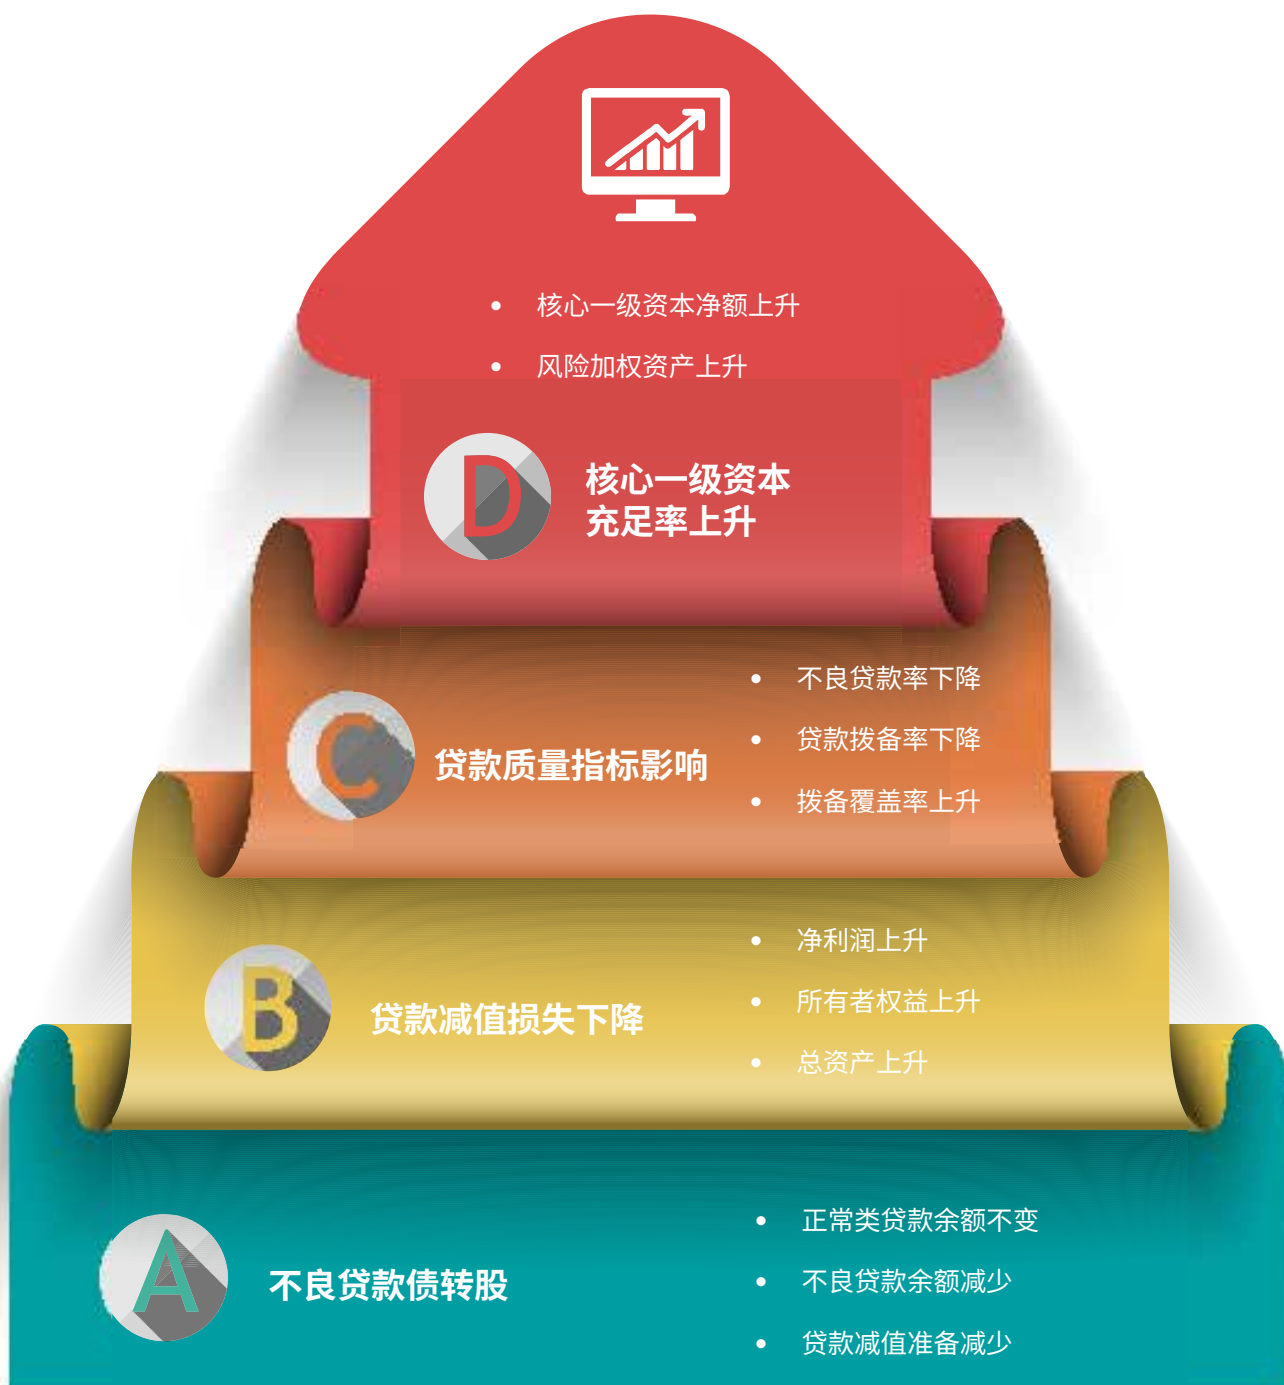 • 核心一级资本净额上升
• 风险加权资产上升
D
核心一级资本
充足率上升
• 不良贷款率下降
• 贷款拨备率下降
• 拨备覆盖率上升
C
贷款质量指标影响
• 净利润上升
• 所有者权益上升
• 总资产上升
B
贷款减值损失下降
• 正常类贷款余额不变
• 不良贷款余额减少
• 贷款减值准备减少
A
不良贷款债转股